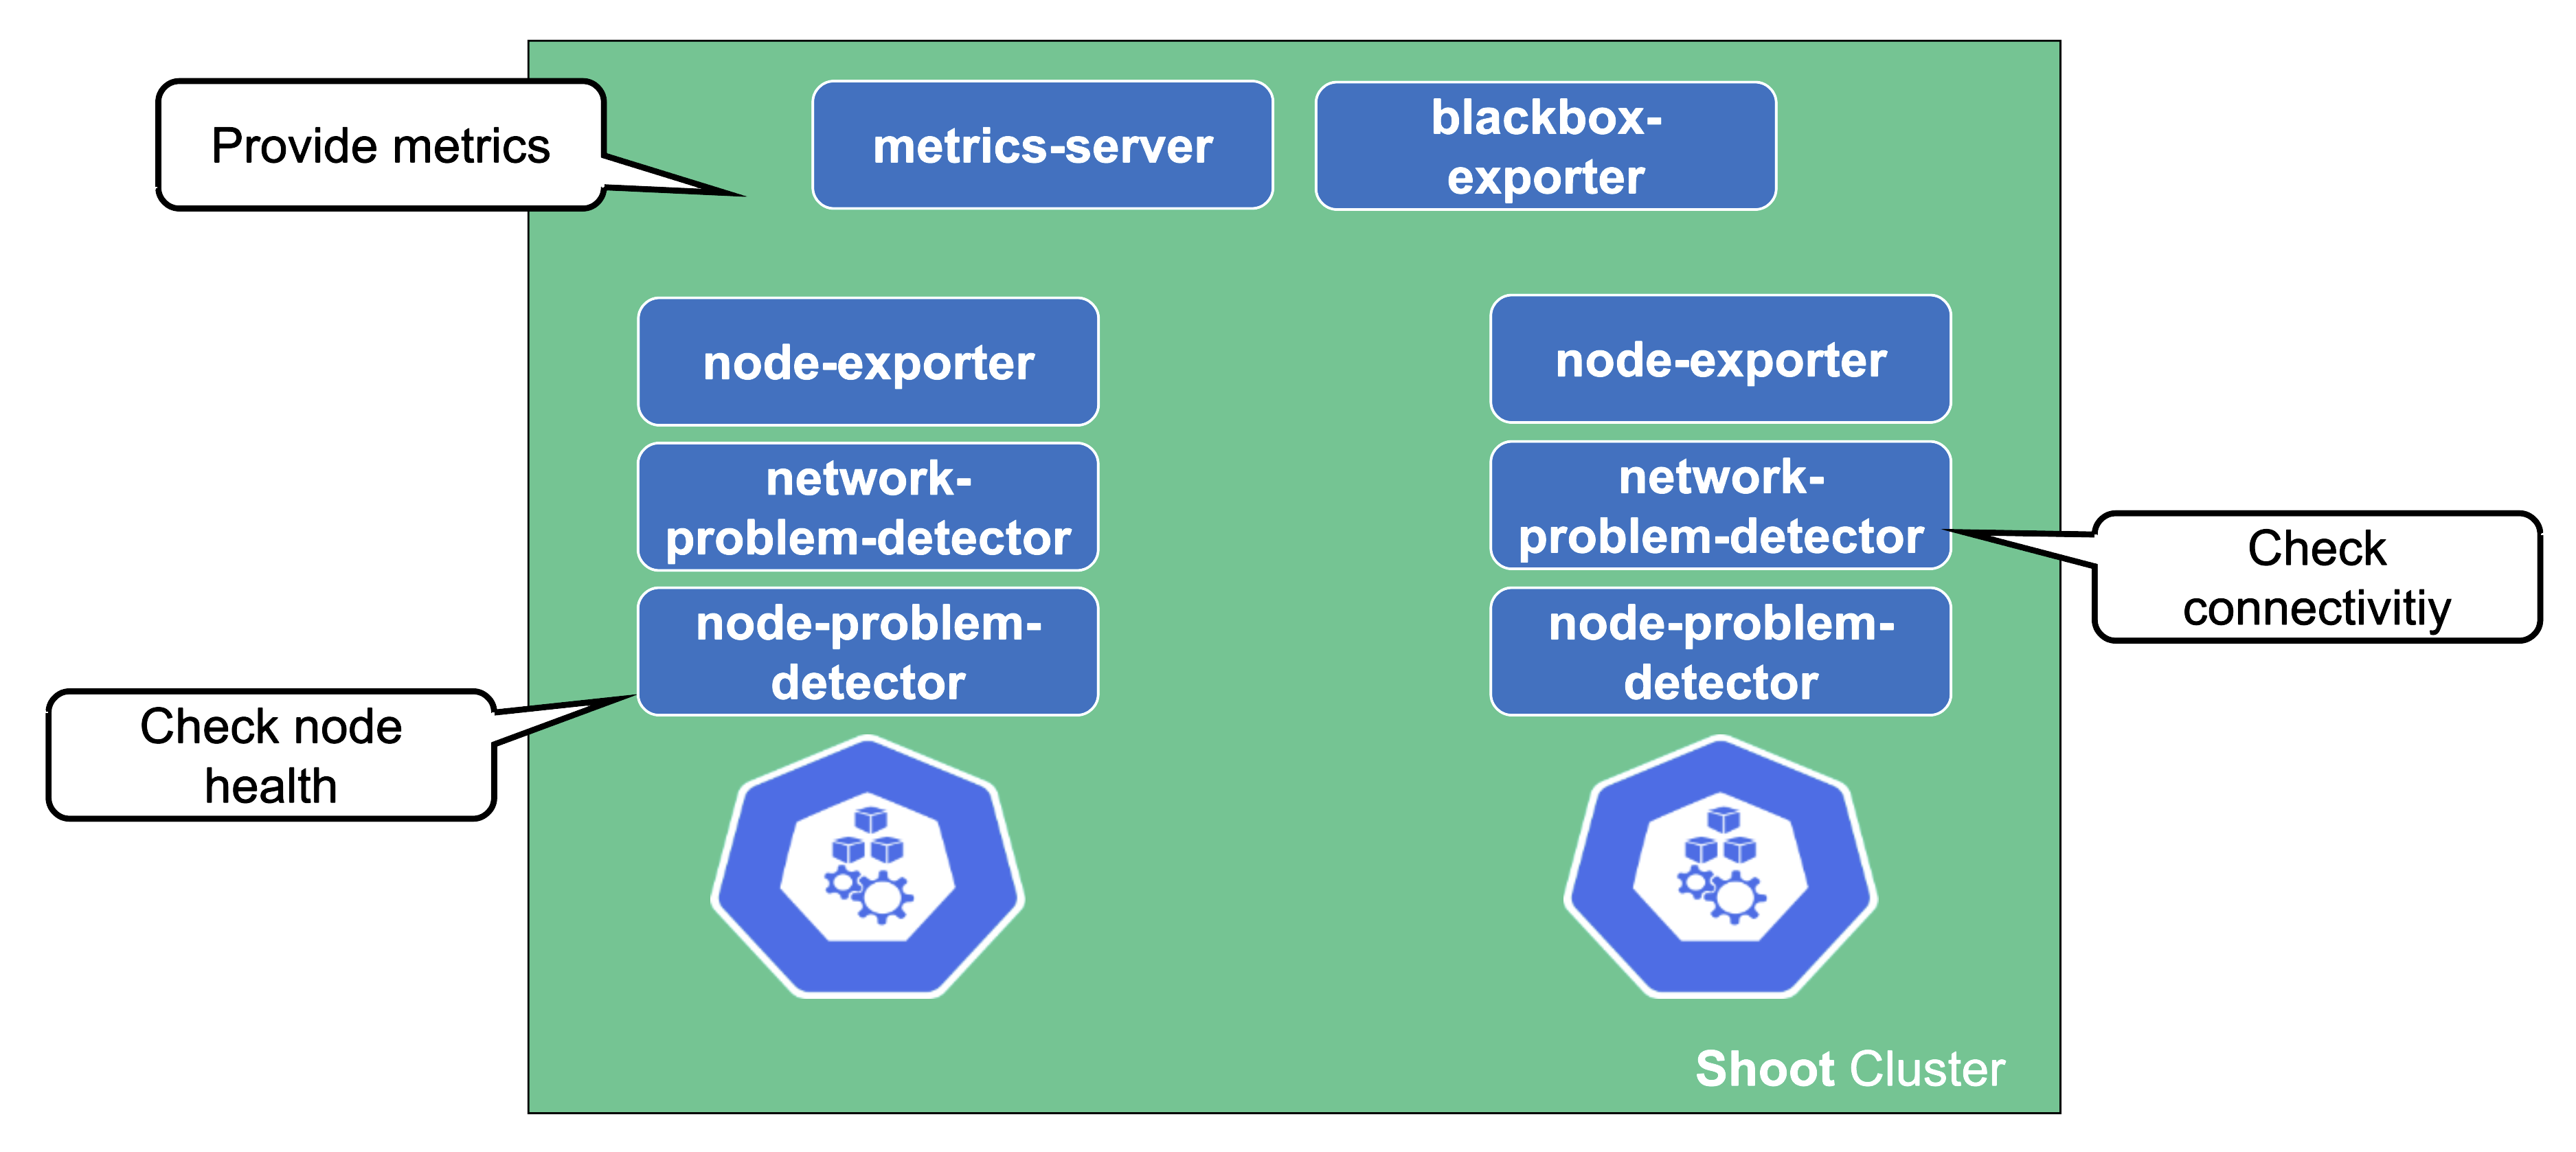 Provide metrics
metrics-server
blackbox-
exporter
node-exporter
node-exporter
network-
problem-detector
network-
problem-detector
Check
connectivitiy
node-problem-
detector
node-problem-
detector
Check node
health
Shoot Cluster